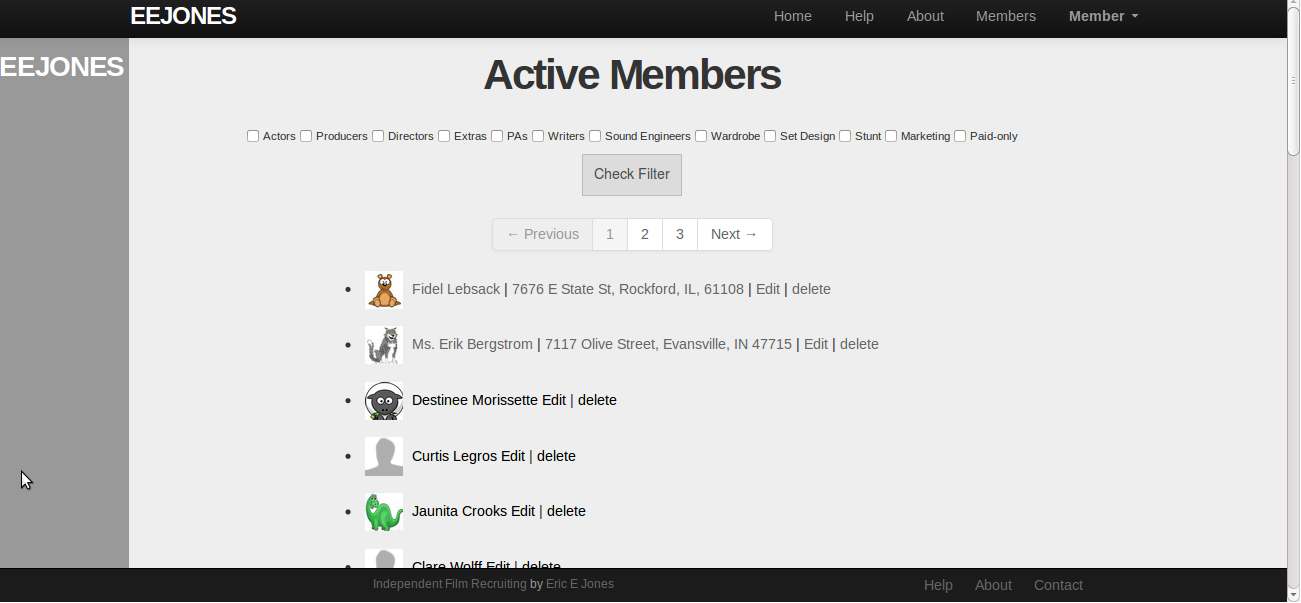 EEJONES Home Help About Members Member
EEJONES
Active Members
Actors Producers Directors Extras PAs Writers Sound Engineers Wardrobe Set Design Stunt Marketing Paid-only
Check Filter
← Previous 1 2 3 Next →
Fidel Lebsack | 7676 E State St, Rockford, IL, 61108 | Edit | delete
Ms. Erik Bergstrom | 7117 Olive Street, Evansville, IN 47715 | Edit | delete
Destinee Morissette Edit | delete
Curtis Legros Edit | delete
Jaunita Crooks Edit | delete
Clare Wolff Edit | delete
Independent Film Recruiting by Eric E Jones Help About Contact